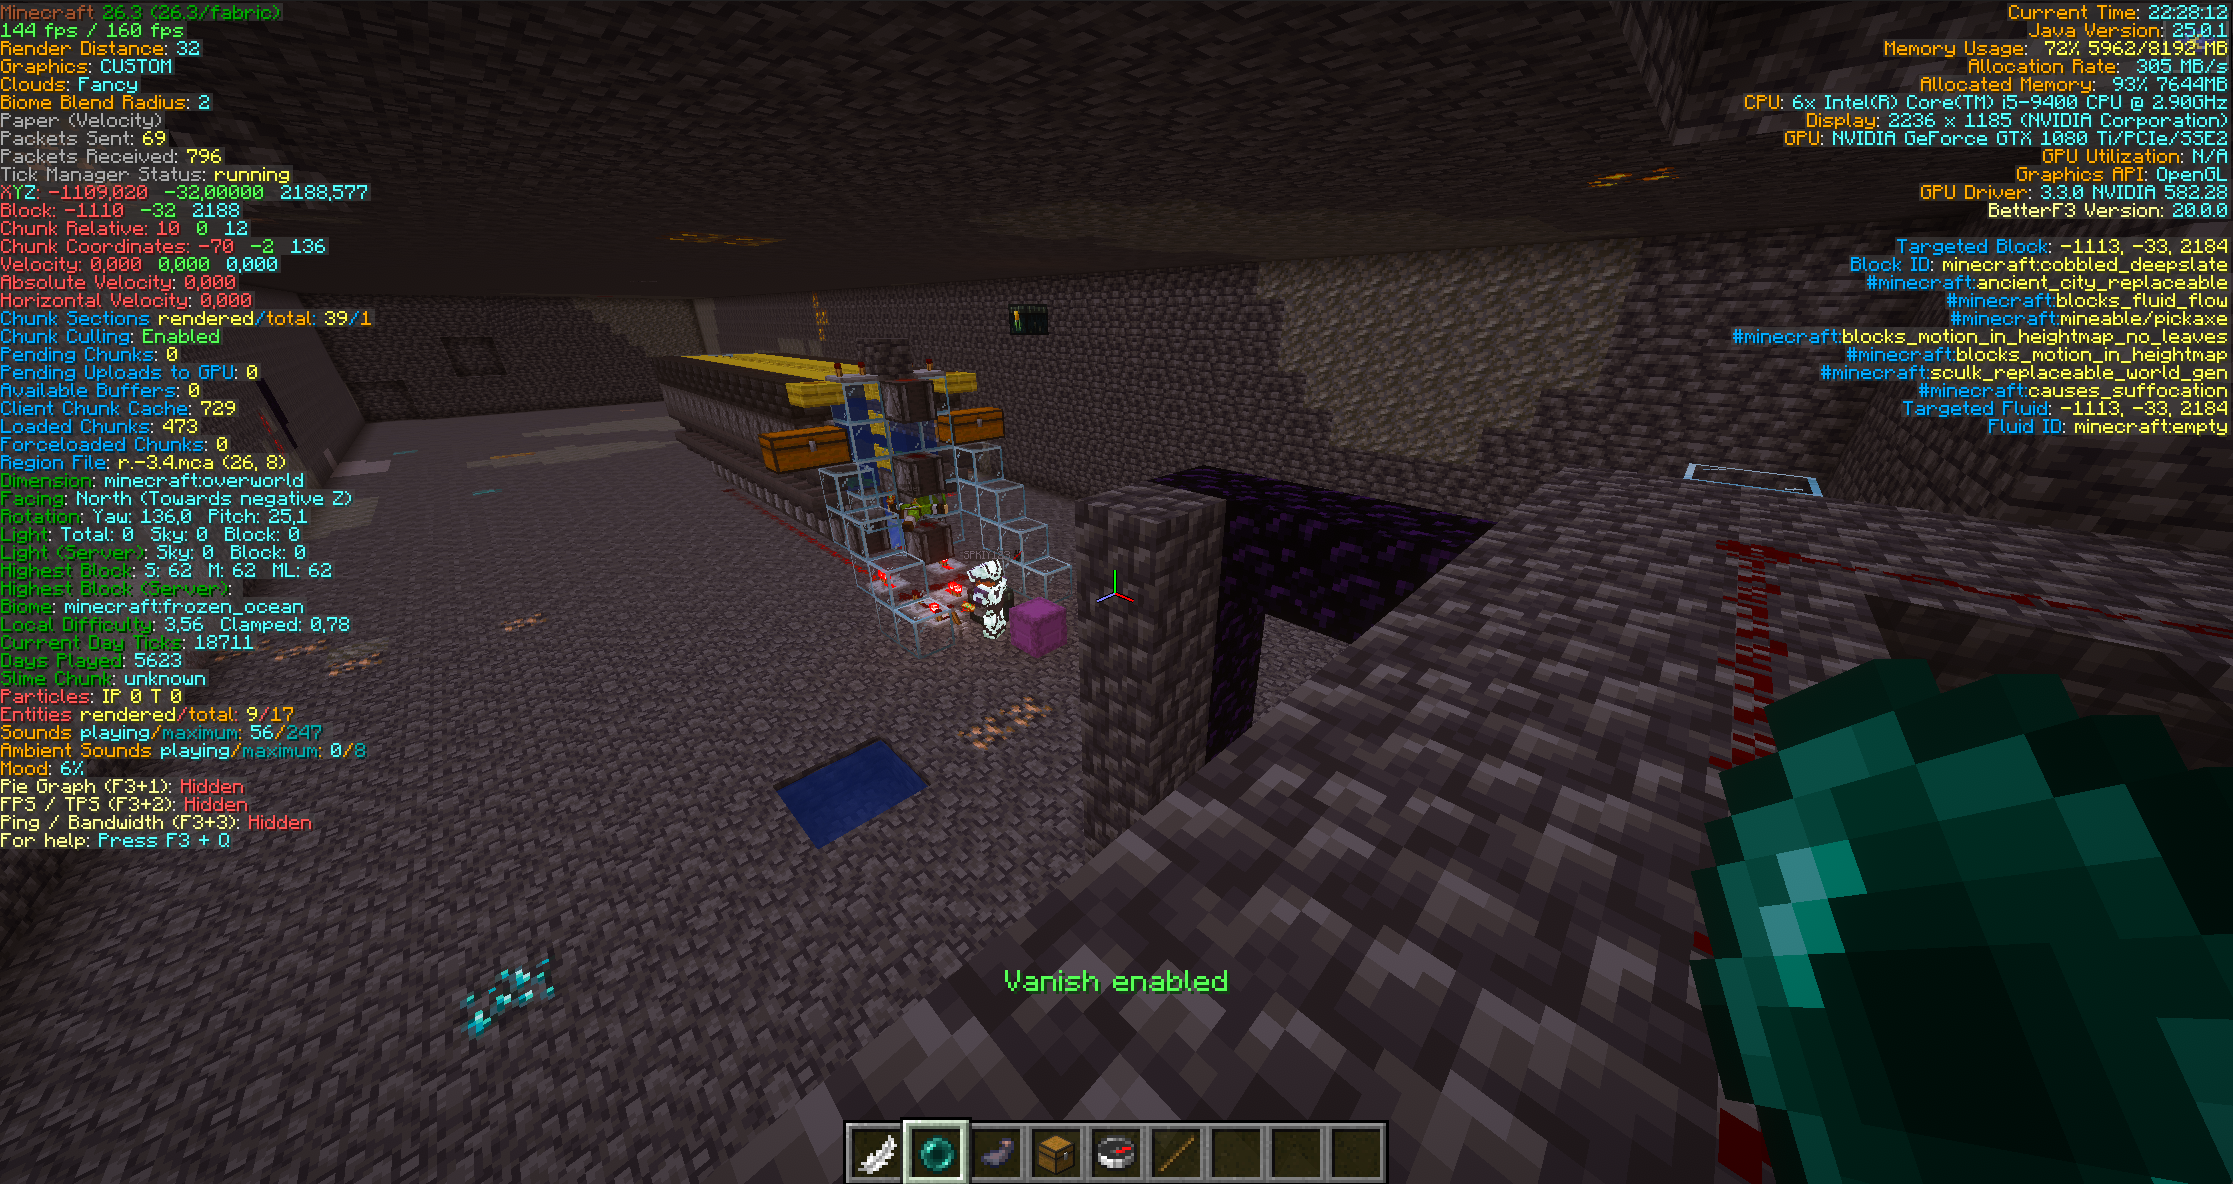 Minecraft 26.3 (26.3/fabric)
144 fps / 160 fps
Render Distance: 32
Graphics: CUSTOM
Clouds: Fancy
Biome Blend Radius: 2
Paper (Velocity)
Packets Sent: 69
Packets Received: 796
Tick Manager Status: running
XYZ: -1109,020 -32,00000 2188,577
Block: -1110 -32 2188
Chunk Relative: 10 0 12
Chunk Coordinates: -70 -2 136
Velocity: 0,000 0,000 0,000
Absolute Velocity: 0,000
Horizontal Velocity: 0,000
Chunk Sections rendered/total: 39/1
Chunk Culling: Enabled
Pending Chunks: 0
Pending Uploads to GPU: 0
Available Buffers: 0
Client Chunk Cache: 729
Loaded Chunks: 473
Forceloaded Chunks: 0
Region File: r.-3.4.mca (26, 8)
Dimension: minecraft:overworld
Facing: North (Towards negative Z)
Rotation: Yaw: 136,0 Pitch: 25,1
Light: Total: 0 Sky: 0 Block: 0
Light (Server): Sky: 0 Block: 0
Highest Block: S: 62 M: 62 ML: 62
Highest Block (Server):
Biome: minecraft:frozen_ocean
Local Difficulty: 3,56 Clamped: 0,78
Current Day Ticks: 18711
Days Played: 5623
Slime Chunk: unknown
Particles: IP 0 T 0
Entities rendered/total: 9/17
Sounds playing/maximum: 56/247
Ambient Sounds playing/maximum: 0/8
Mood: 6%
Pie Graph (F3+1): Hidden
FPS / TPS (F3+2): Hidden
Ping / Bandwidth (F3+3): Hidden
For help: Press F3 + Q
Current Time: 22:28:12
Java Version: 25.0.1
Memory Usage: 72% 5962/8192 MB
Allocation Rate: 305 MB/s
Allocated Memory: 93% 7644MB
CPU: 6x Intel(R) Core(TM) i5-9400 CPU @ 2.90GHz
Display: 2236 x 1185 (NVIDIA Corporation)
GPU: NVIDIA GeForce GTX 1080 Ti/PCIe/SSE2
GPU Utilization: N/A
Graphics API: OpenGL
GPU Driver: 3.3.0 NVIDIA 582.28
BetterF3 Version: 20.0.0
Targeted Block: -1113, -33, 2184
Block ID: minecraft:cobbled_deepslate
#minecraft:ancient_city_replaceable
#minecraft:blocks_fluid_flow
#minecraft:mineable/pickaxe
#minecraft:blocks_motion_in_heightmap_no_leaves
#minecraft:blocks_motion_in_heightmap
#minecraft:sculk_replaceable_world_gen
#minecraft:causes_suffocation
Targeted Fluid: -1113, -33, 2184
Fluid ID: minecraft:empty
Vanish enabled